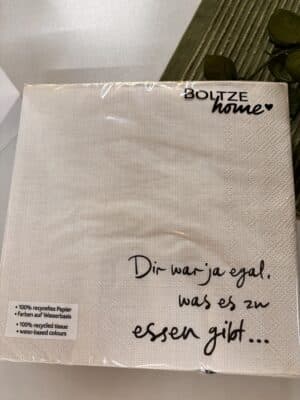 BOLTZE
home
Dir war ja egal,
was es zu
essen gibt...
• 100% recyceltes Papier
• Farben auf Wasserbasis
• 100% recycled tissue
• water-based colours